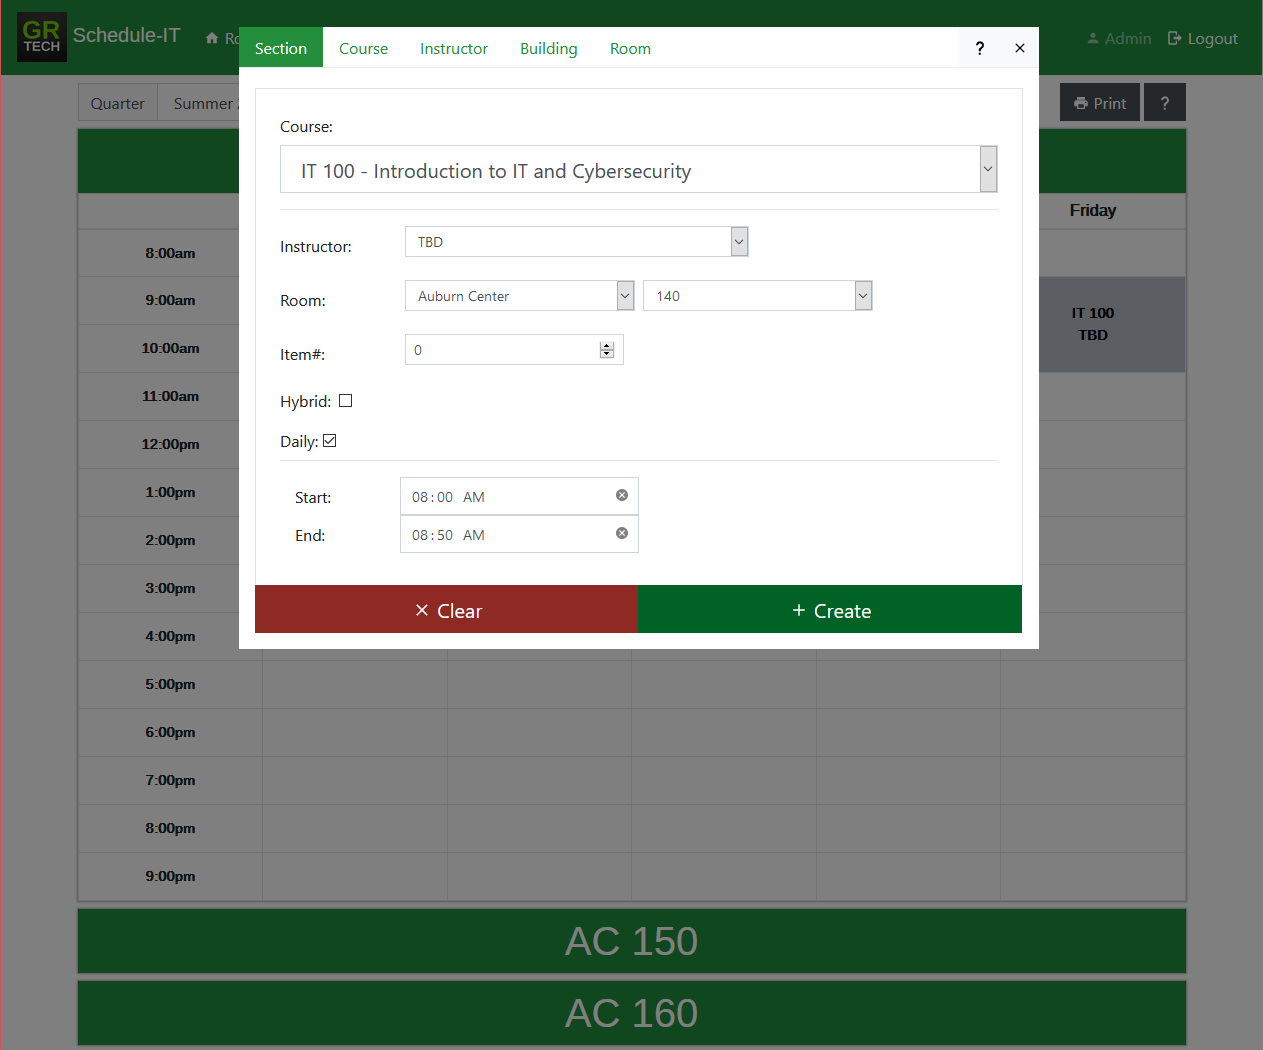 GR
TECH
Schedule-IT
Section Course Instructor Building Room ? ×
Admin Logout
Quarter Summer
Print ?
Course:
IT 100 - Introduction to IT and Cybersecurity
Instructor: TBD
Room: Auburn Center 140
Item#: 0
Hybrid:
Daily:
Start: 08:00 AM
End: 08:50 AM
× Clear + Create
Friday
8:00am
9:00am
IT 100
TBD
10:00am
11:00am
12:00pm
1:00pm
2:00pm
3:00pm
4:00pm
5:00pm
6:00pm
7:00pm
8:00pm
9:00pm
AC 150
AC 160